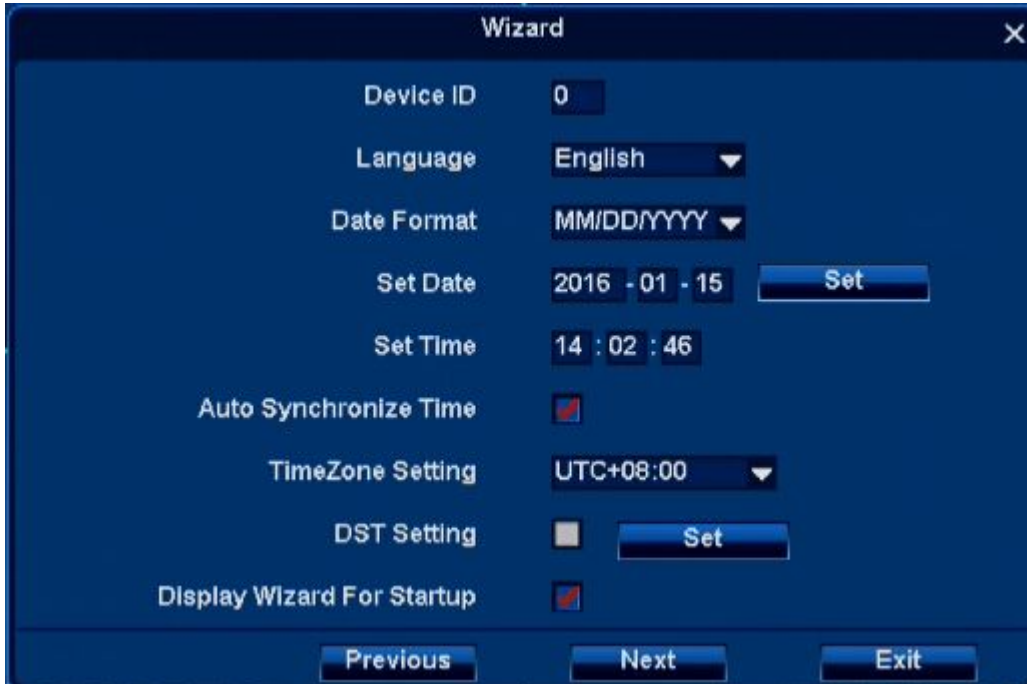 Wizard
Device ID 0
Language English
Date Format MM/DD/YYYY
Set Date 2016 - 01 - 15 Set
Set Time 14 : 02 : 46
Auto Synchronize Time
TimeZone Setting UTC+08:00
DST Setting Set
Display Wizard For Startup
Previous Next Exit